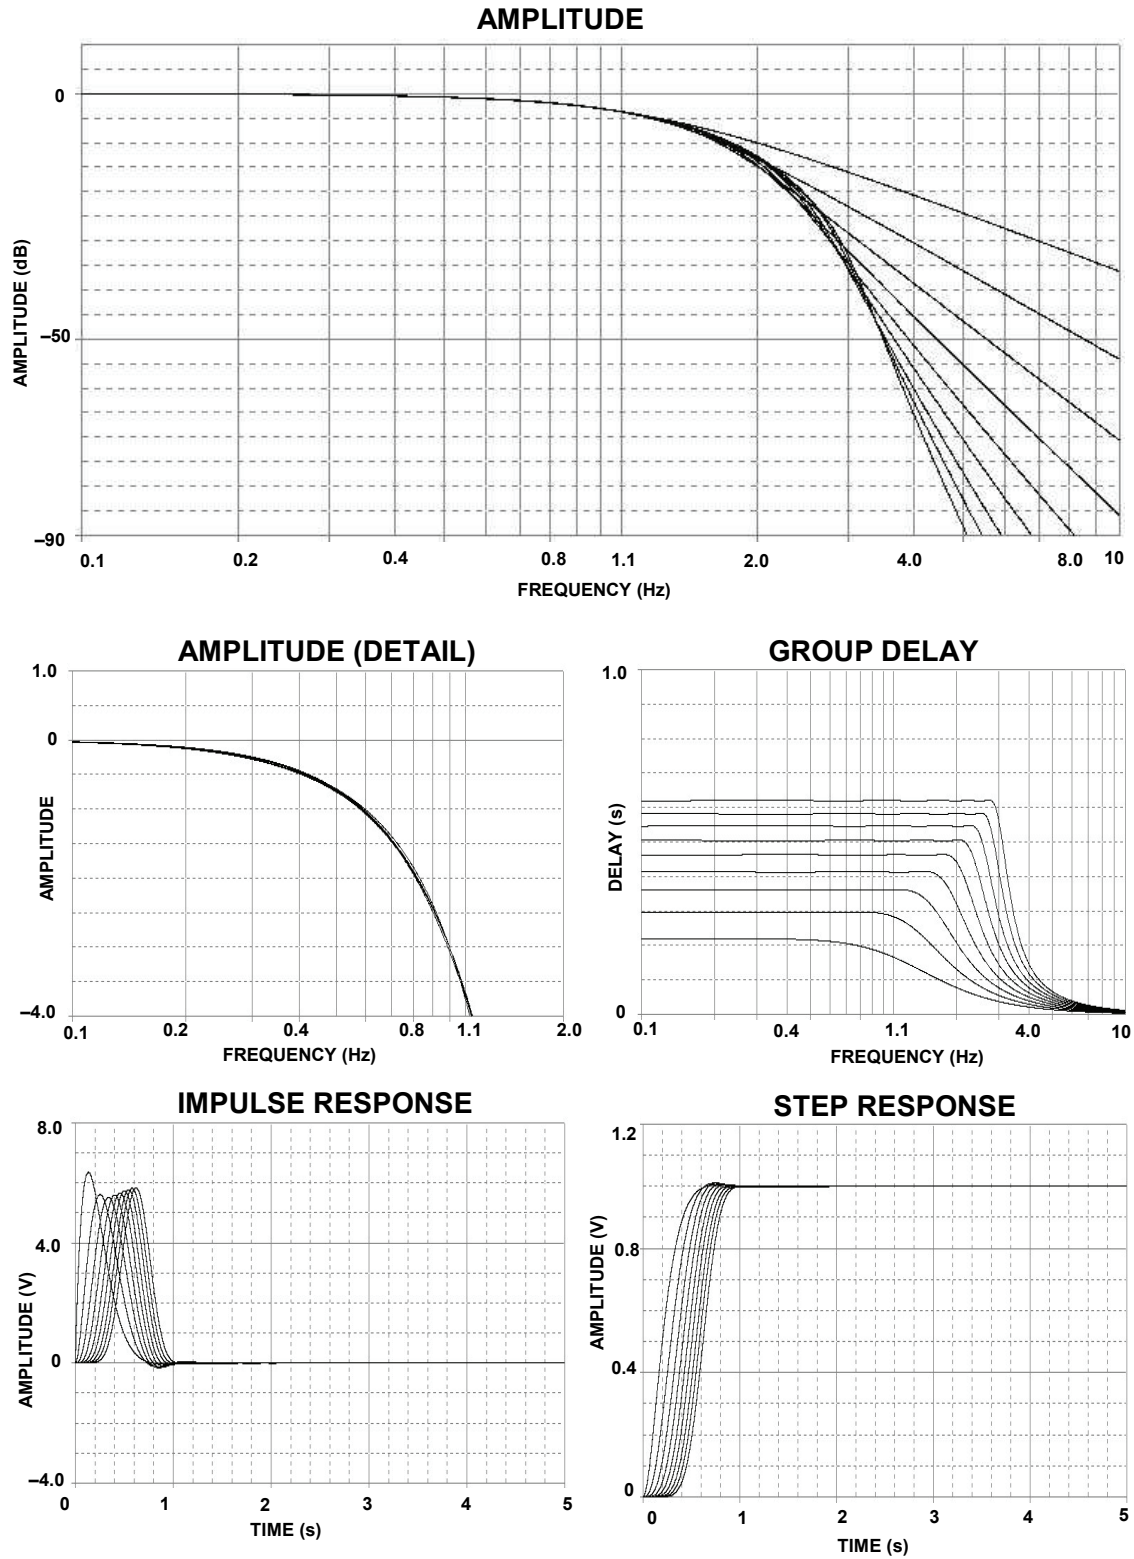 AMPLITUDE
0
–50
–90
AMPLITUDE (dB)
0.1 0.2 0.4 0.8 1.1 2.0 4.0 8.0 10
FREQUENCY (Hz)
AMPLITUDE (DETAIL)
1.0
0
–4.0
AMPLITUDE
0.1 0.2 0.4 0.8 1.1 2.0
FREQUENCY (Hz)
GROUP DELAY
1.0
0
DELAY (s)
0.1 0.4 1.1 4.0 10
FREQUENCY (Hz)
IMPULSE RESPONSE
8.0
4.0
0
–4.0
AMPLITUDE (V)
0 1 2 3 4 5
TIME (s)
STEP RESPONSE
1.2
0.8
0.4
0
AMPLITUDE (V)
0 1 2 3 4 5
TIME (s)